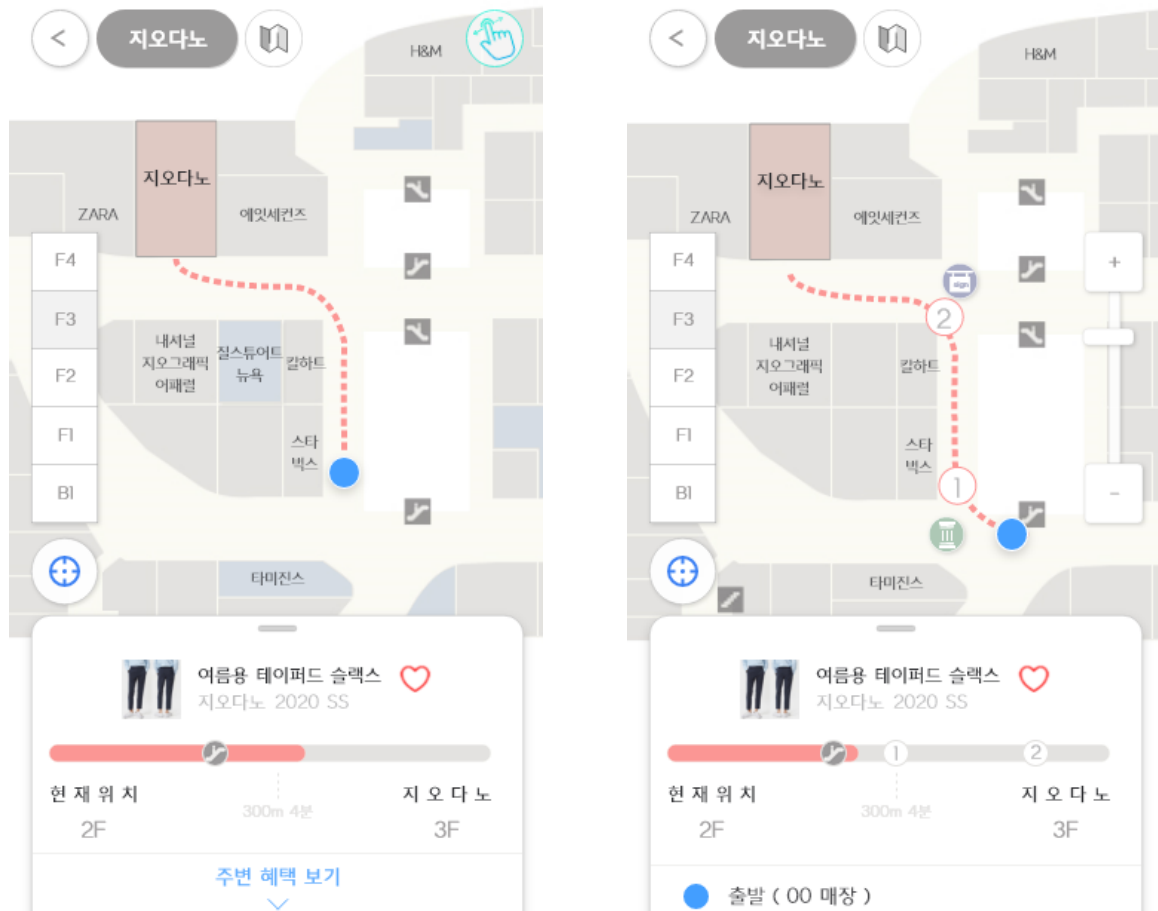 지오다노
H&M
지오다노
ZARA
에잇세컨즈
F4
F3
F2
F1
B1
내셔널
지오그래픽
어패럴
질스튜어트
뉴욕
칼하트
스타
벅스
타미진스
여름용 테이퍼드 슬랙스
지오다노 2020 SS
현재위치
2F
300m 4분
지오다노
3F
주변 혜택 보기
지오다노
H&M
지오다노
ZARA
에잇세컨즈
sign
F4
F3
F2
F1
B1
+
-
2
내셔널
지오그래픽
어패럴
칼하트
스타
벅스
1
타미진스
여름용 테이퍼드 슬랙스
지오다노 2020 SS
1
2
현재위치
2F
300m 4분
지오다노
3F
출발 ( 00 매장 )